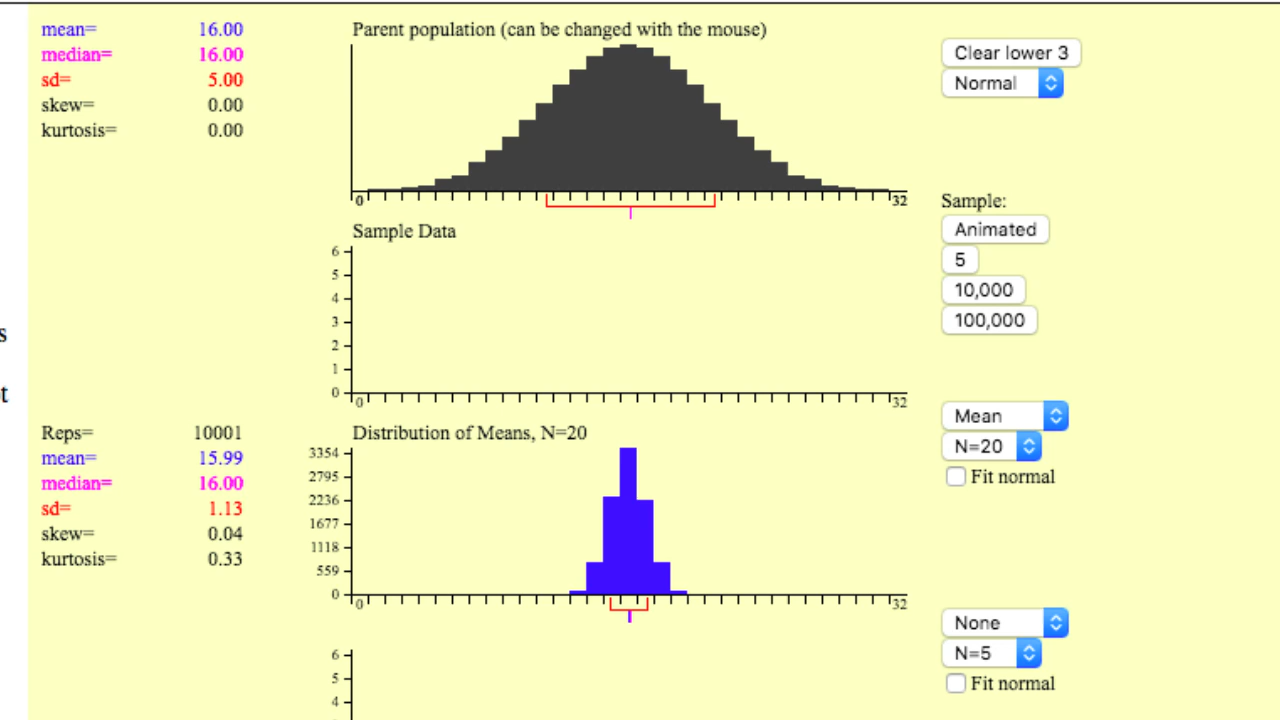 mean= 16.00
median= 16.00
sd= 5.00
skew= 0.00
kurtosis= 0.00
Parent population (can be changed with the mouse)
0 32
Clear lower 3
Normal
Sample:
Animated
5
10,000
100,000
Sample Data
6
5
4
3
2
1
0
0 32
s
t
Mean
N=20
Fit normal
Reps= 10001
mean= 15.99
median= 16.00
sd= 1.13
skew= 0.04
kurtosis= 0.33
Distribution of Means, N=20
3354
2795
2236
1677
1118
559
0
0 32
None
N=5
Fit normal
6
5
4